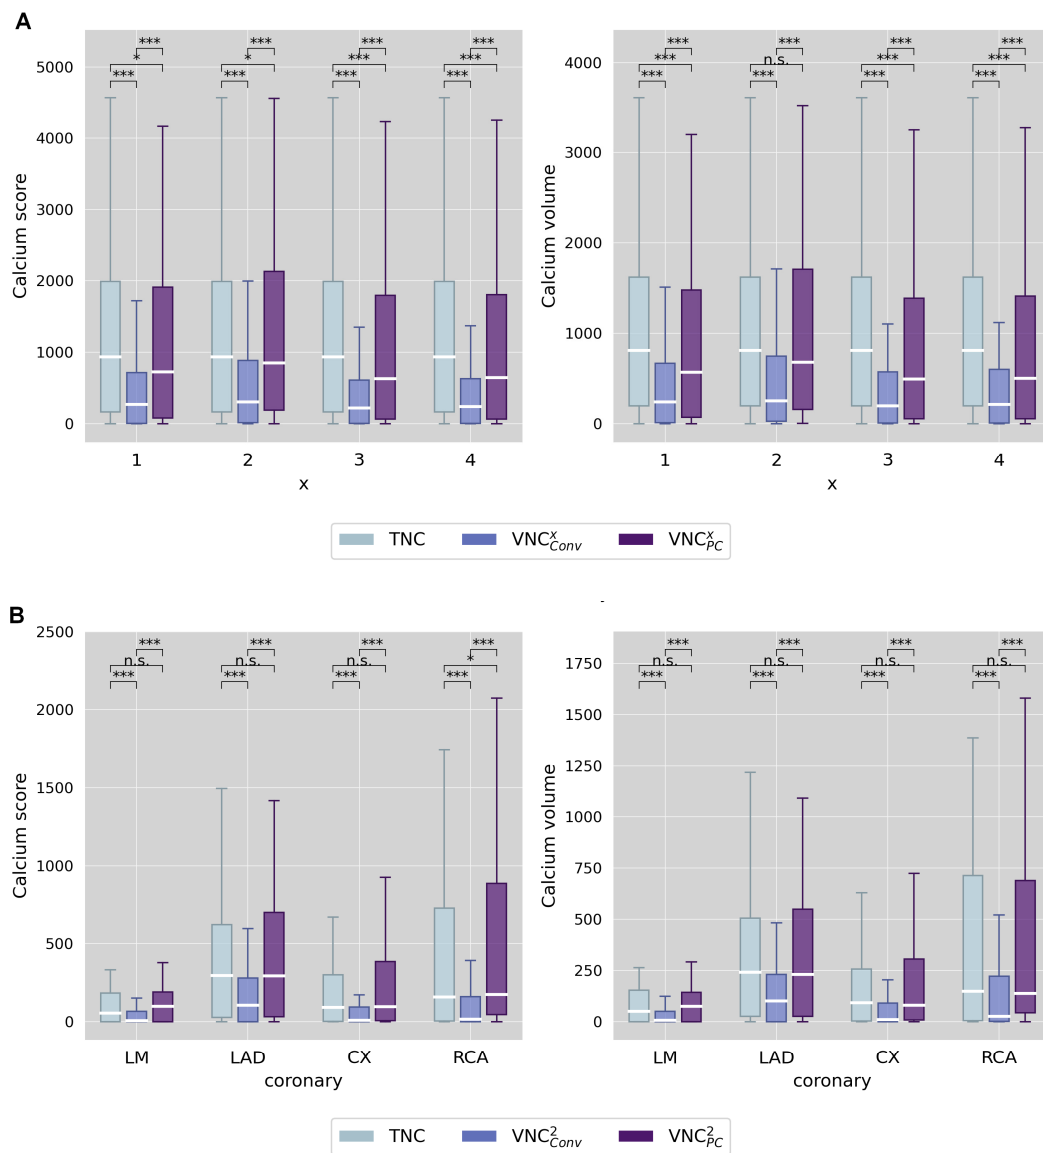 A
*** *** *** ***
* * *** ***
*** *** *** ***
5000
4000
3000
2000
1000
0
Calcium score
1 2 3 4
x
*** *** *** ***
*** n.s. *** ***
*** *** *** ***
4000
3000
2000
1000
0
Calcium volume
1 2 3 4
x
TNC VNC^x_Conv VNC^x_PC
B
*** *** *** ***
n.s. n.s. n.s. *
*** *** *** ***
2500
2000
1500
1000
500
0
Calcium score
LM LAD CX RCA
coronary
*** *** *** ***
n.s. n.s. n.s. n.s.
*** *** *** ***
1750
1500
1250
1000
750
500
250
0
Calcium volume
LM LAD CX RCA
coronary
TNC VNC^2_Conv VNC^2_PC